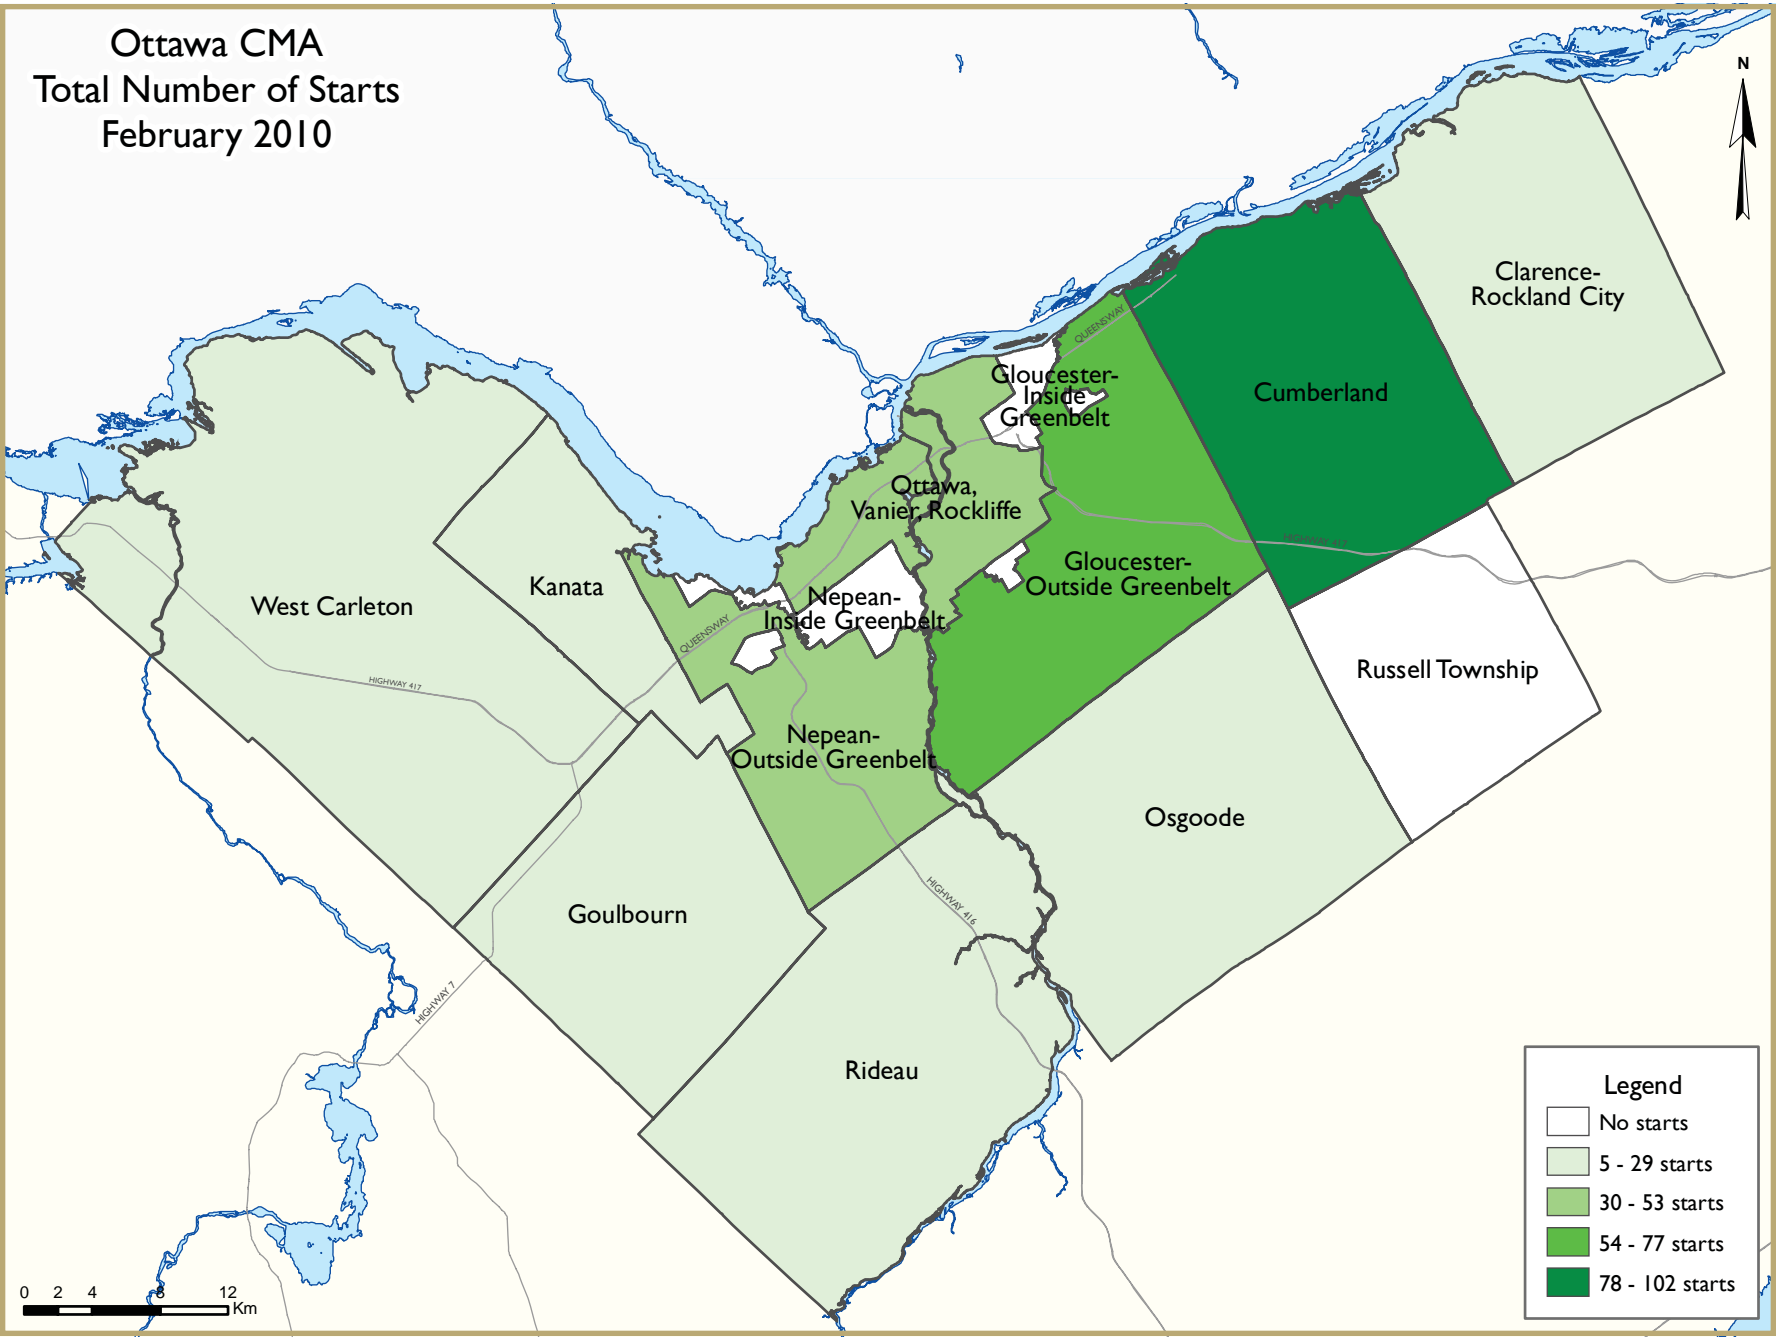 Ottawa CMA
Total Number of Starts
February 2010
N
Clarence-
Rockland City
QUEENSWAY
Gloucester-
Inside
Greenbelt
Cumberland
Ottawa,
Vanier, Rockliffe
HIGHWAY 417
Gloucester-
Outside Greenbelt
Kanata
West Carleton
Nepean-
Inside Greenbelt
QUEENSWAY
Russell Township
HIGHWAY 417
Nepean-
Outside Greenbelt
Osgoode
HIGHWAY 416
Goulbourn
HIGHWAY 7
Rideau
Legend
No starts
5 - 29 starts
30 - 53 starts
54 - 77 starts
78 - 102 starts
0 2 4 8 12
Km